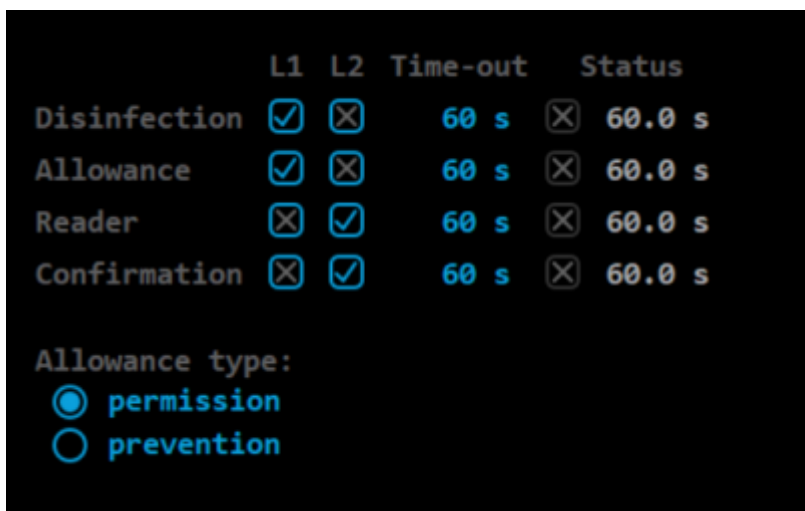 L1 L2 Time-out Status
Disinfection 60 s 60.0 s
Allowance 60 s 60.0 s
Reader 60 s 60.0 s
Confirmation 60 s 60.0 s
Allowance type:
permission
prevention